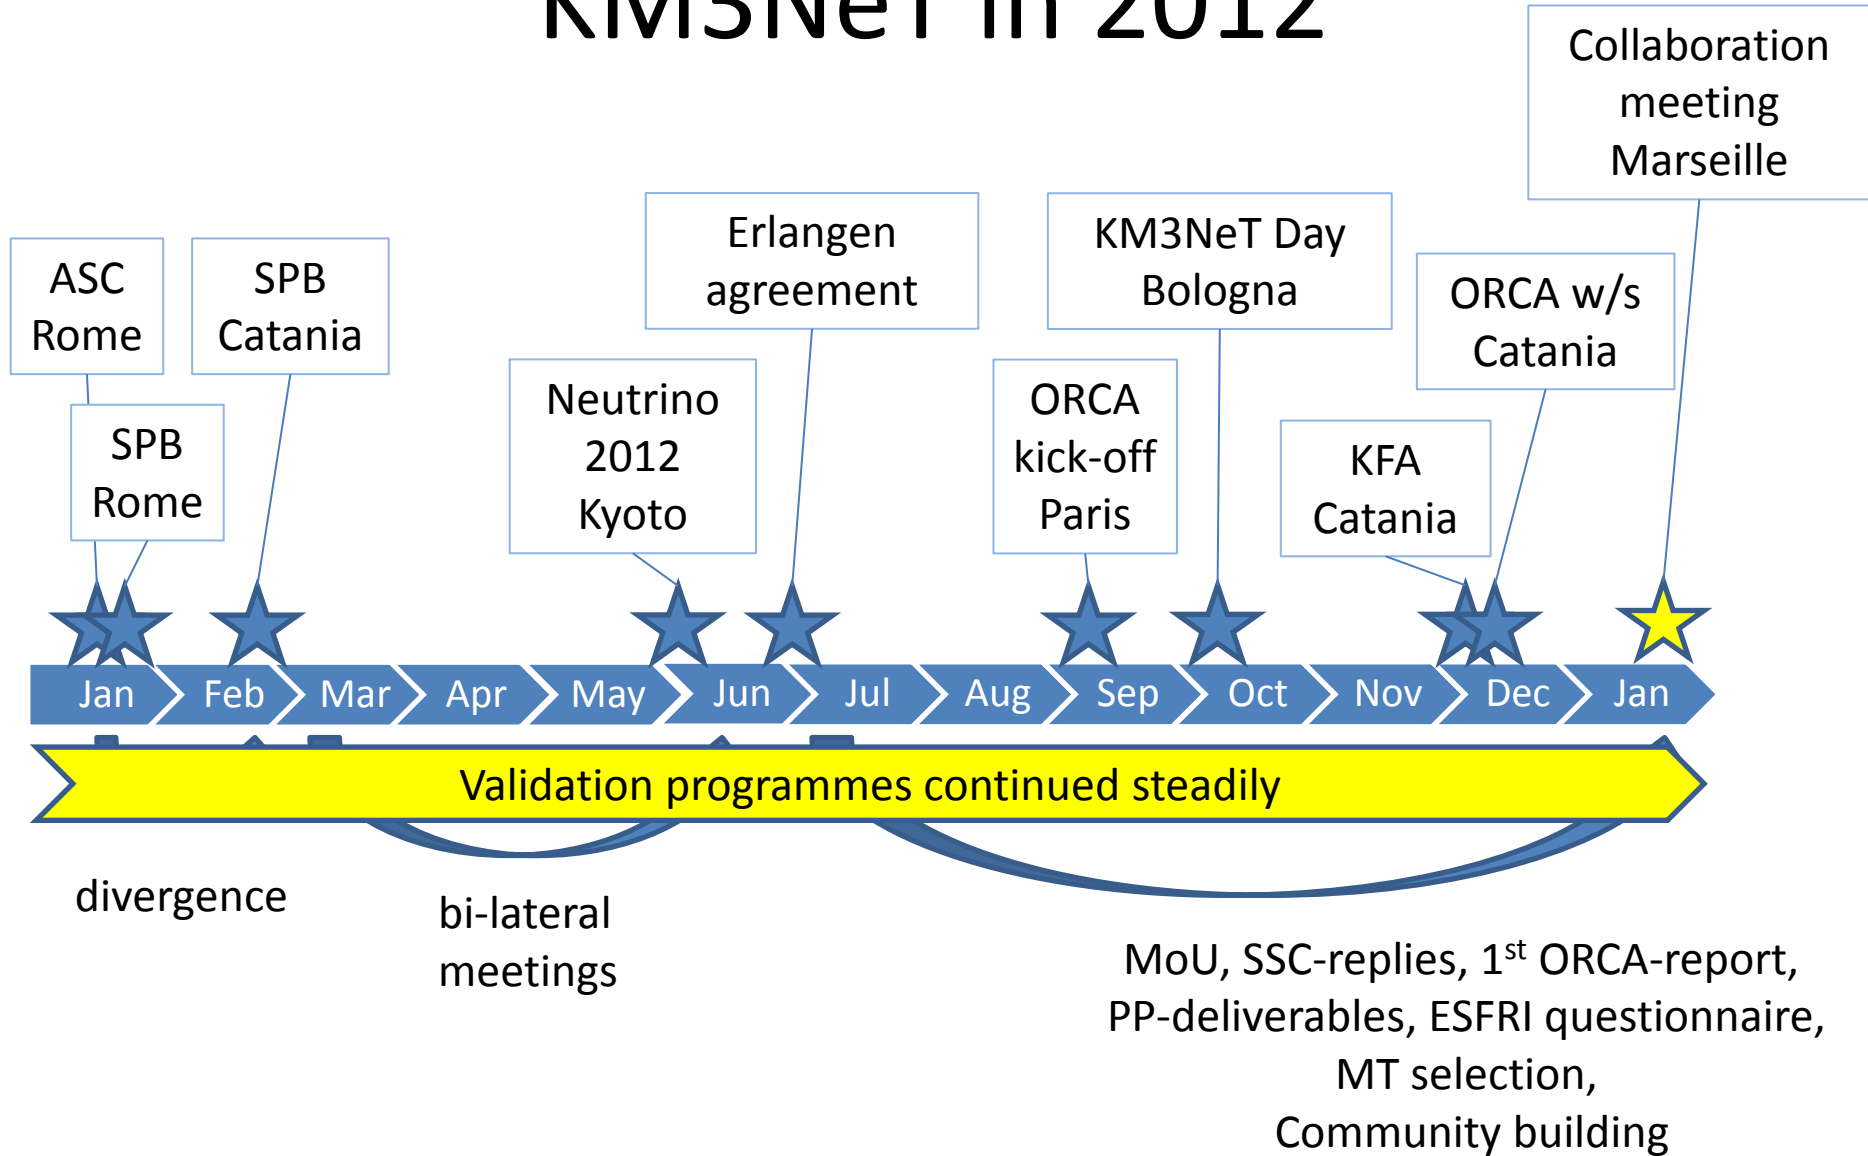 KM3NeT in 2012
Collaboration
meeting
Marseille
ASC
Rome
SPB
Catania
Erlangen
agreement
KM3NeT Day
Bologna
ORCA w/s
Catania
SPB
Rome
Neutrino
2012
Kyoto
ORCA
kick-off
Paris
KFA
Catania
Jan Feb Mar Apr May Jun Jul Aug Sep Oct Nov Dec Jan
Validation programmes continued steadily
divergence
bi-lateral
meetings
MoU, SSC-replies, 1st ORCA-report,
PP-deliverables, ESFRI questionnaire,
MT selection,
Community building